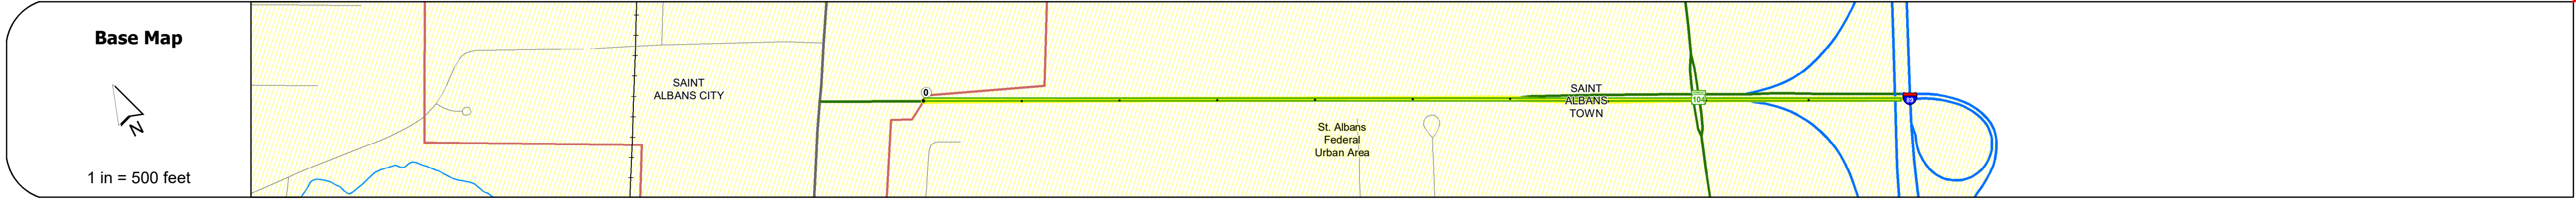 Base Map
N
1 in = 500 feet
SAINT
ALBANS CITY
0
St. Albans
Federal
Urban Area
SAINT
ALBANS
TOWN
104
89